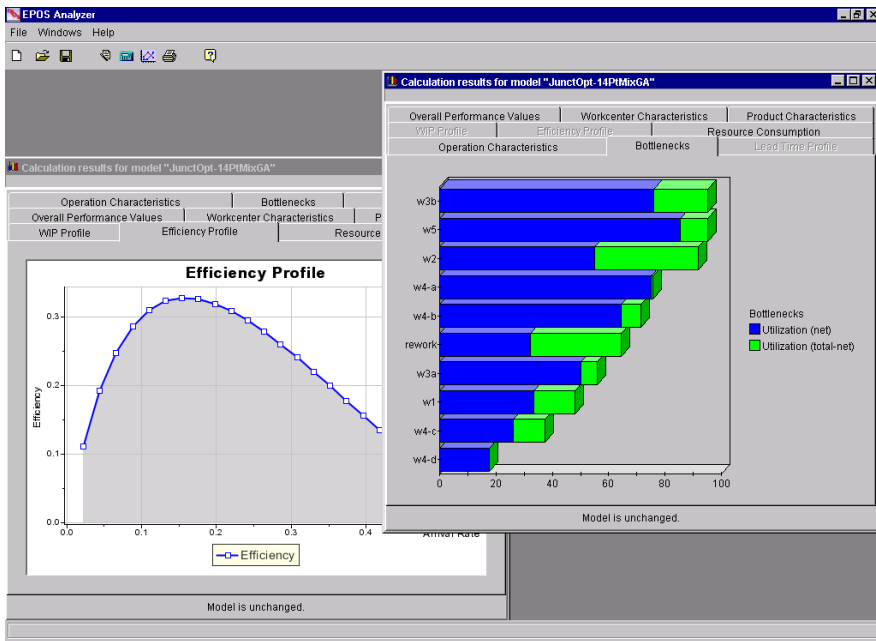 EPOS Analyzer
File Windows Help
Calculation results for model "JunctOpt-14PtMixGA"
Overall Performance Values Workcenter Characteristics Product Characteristics
WIP Profile Efficiency Profile Resource Consumption
Operation Characteristics Bottlenecks Lead Time Profile
w3b
w5
w2
w4-a
w4-b
rework
w3a
w1
w4-c
w4-d
0 20 40 60 80 100
Bottlenecks
Utilization (net)
Utilization (total-net)
Model is unchanged.
Calculation results for model "JunctOpt-14PtMixGA"
Operation Characteristics Bottlenecks
Overall Performance Values Workcenter Characteristics P
WIP Profile Efficiency Profile Resource
Efficiency Profile
Efficiency
0.3
0.2
0.1
0.0
0.0 0.1 0.2 0.3 0.4
Arrival Rate
Efficiency
Model is unchanged.